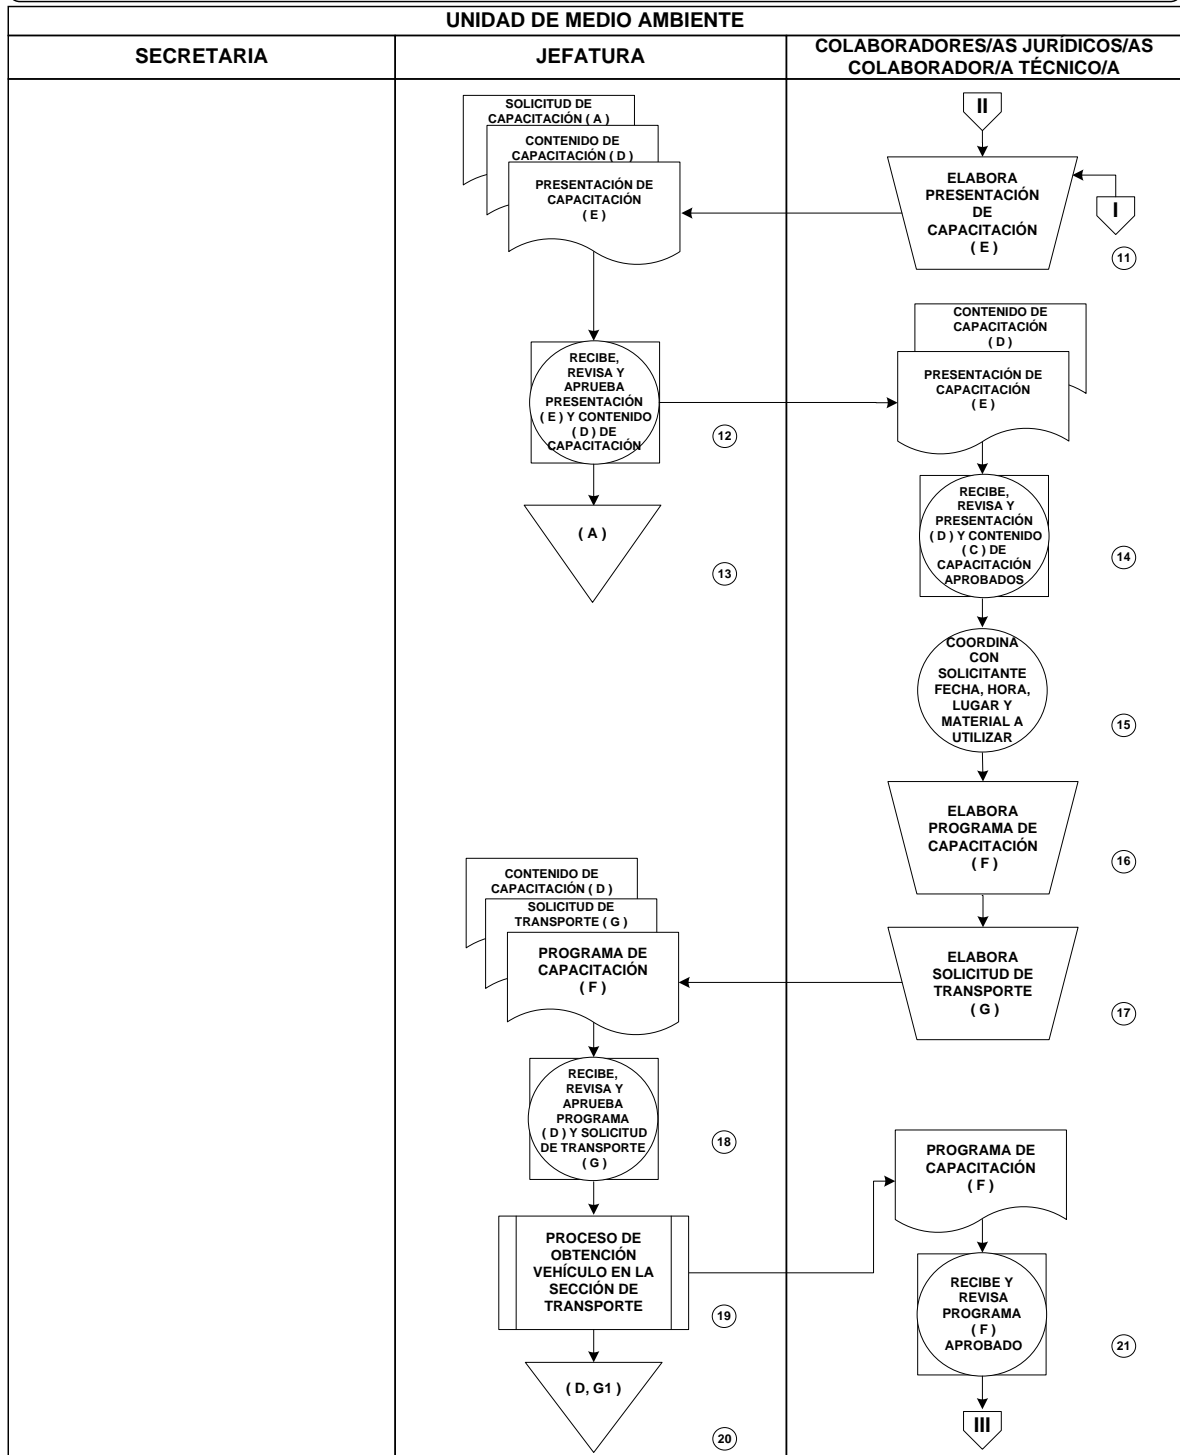 UNIDAD DE MEDIO AMBIENTE
SECRETARIA
JEFATURA
COLABORADORES/AS JURÍDICOS/AS
COLABORADOR/A TÉCNICO/A
SOLICITUD DE
CAPACITACIÓN ( A )
CONTENIDO DE
CAPACITACIÓN ( D )
PRESENTACIÓN DE
CAPACITACIÓN
( E )
II
ELABORA
PRESENTACIÓN
DE
CAPACITACIÓN
( E )
I
11
RECIBE,
REVISA Y
APRUEBA
PRESENTACIÓN
( E ) Y CONTENIDO
( D ) DE
CAPACITACIÓN
12
CONTENIDO DE
CAPACITACIÓN
( D )
PRESENTACIÓN DE
CAPACITACIÓN
( E )
( A )
13
RECIBE,
REVISA Y
PRESENTACIÓN
( D ) Y CONTENIDO
( C ) DE
CAPACITACIÓN
APROBADOS
14
COORDINA
CON
SOLICITANTE
FECHA, HORA,
LUGAR Y
MATERIAL A
UTILIZAR
15
ELABORA
PROGRAMA DE
CAPACITACIÓN
( F )
16
CONTENIDO DE
CAPACITACIÓN ( D )
SOLICITUD DE
TRANSPORTE ( G )
PROGRAMA DE
CAPACITACIÓN
( F )
ELABORA
SOLICITUD DE
TRANSPORTE
( G )
17
RECIBE,
REVISA Y
APRUEBA
PROGRAMA
( D ) Y SOLICITUD
DE TRANSPORTE
( G )
18
PROGRAMA DE
CAPACITACIÓN
( F )
PROCESO DE
OBTENCIÓN
VEHÍCULO EN LA
SECCIÓN DE
TRANSPORTE
19
RECIBE Y
REVISA
PROGRAMA
( F )
APROBADO
21
( D, G1 )
20
III